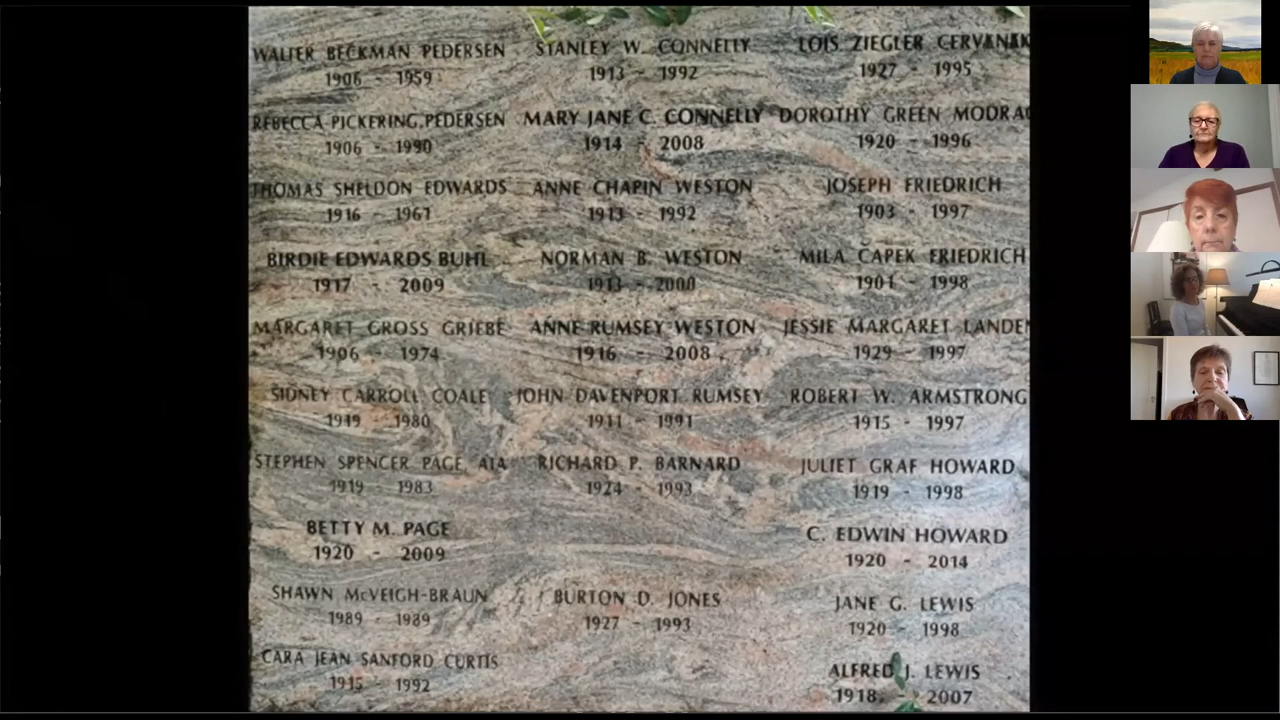 WALTER BECKMAN PEDERSEN
1906 - 1959
REBECCA PICKERING PEDERSEN
1906 - 1990
THOMAS SHELDON EDWARDS
1916 - 1961
BIRDIE EDWARDS BUHL
1917 - 2009
MARGARET GROSS GRIEBE
1906 - 1974
SIDNEY CARROLL COALE
1919 - 1980
STEPHEN SPENCER PAGE, AIA
1919 - 1983
BETTY M. PAGE
1920 - 2009
SHAWN McVEIGH-BRAUN
1989 - 1989
CARA JEAN SANFORD CURTIS
1915 - 1992
STANLEY W. CONNELLY
1913 - 1992
MARY JANE C. CONNELLY
1914 - 2008
ANNE CHAPIN WESTON
1913 - 1992
NORMAN B. WESTON
1913 - 2000
ANNE RUMSEY WESTON
1916 - 2008
JOHN DAVENPORT RUMSEY
1911 - 1991
RICHARD P. BARNARD
1924 - 1993
BURTON D. JONES
1927 - 1993
LOIS ZIEGLER CERVENAK
1927 - 1995
DOROTHY GREEN MODRA
1920 - 1996
JOSEPH FRIEDRICH
1903 - 1997
MILA ČAPEK FRIEDRICH
1901 - 1998
JESSIE MARGARET LANDEN
1929 - 1997
ROBERT W. ARMSTRONG
1915 - 1997
JULIET GRAF HOWARD
1919 - 1998
C. EDWIN HOWARD
1920 - 2014
JANE G. LEWIS
1920 - 1998
ALFRED J. LEWIS
1918 - 2007